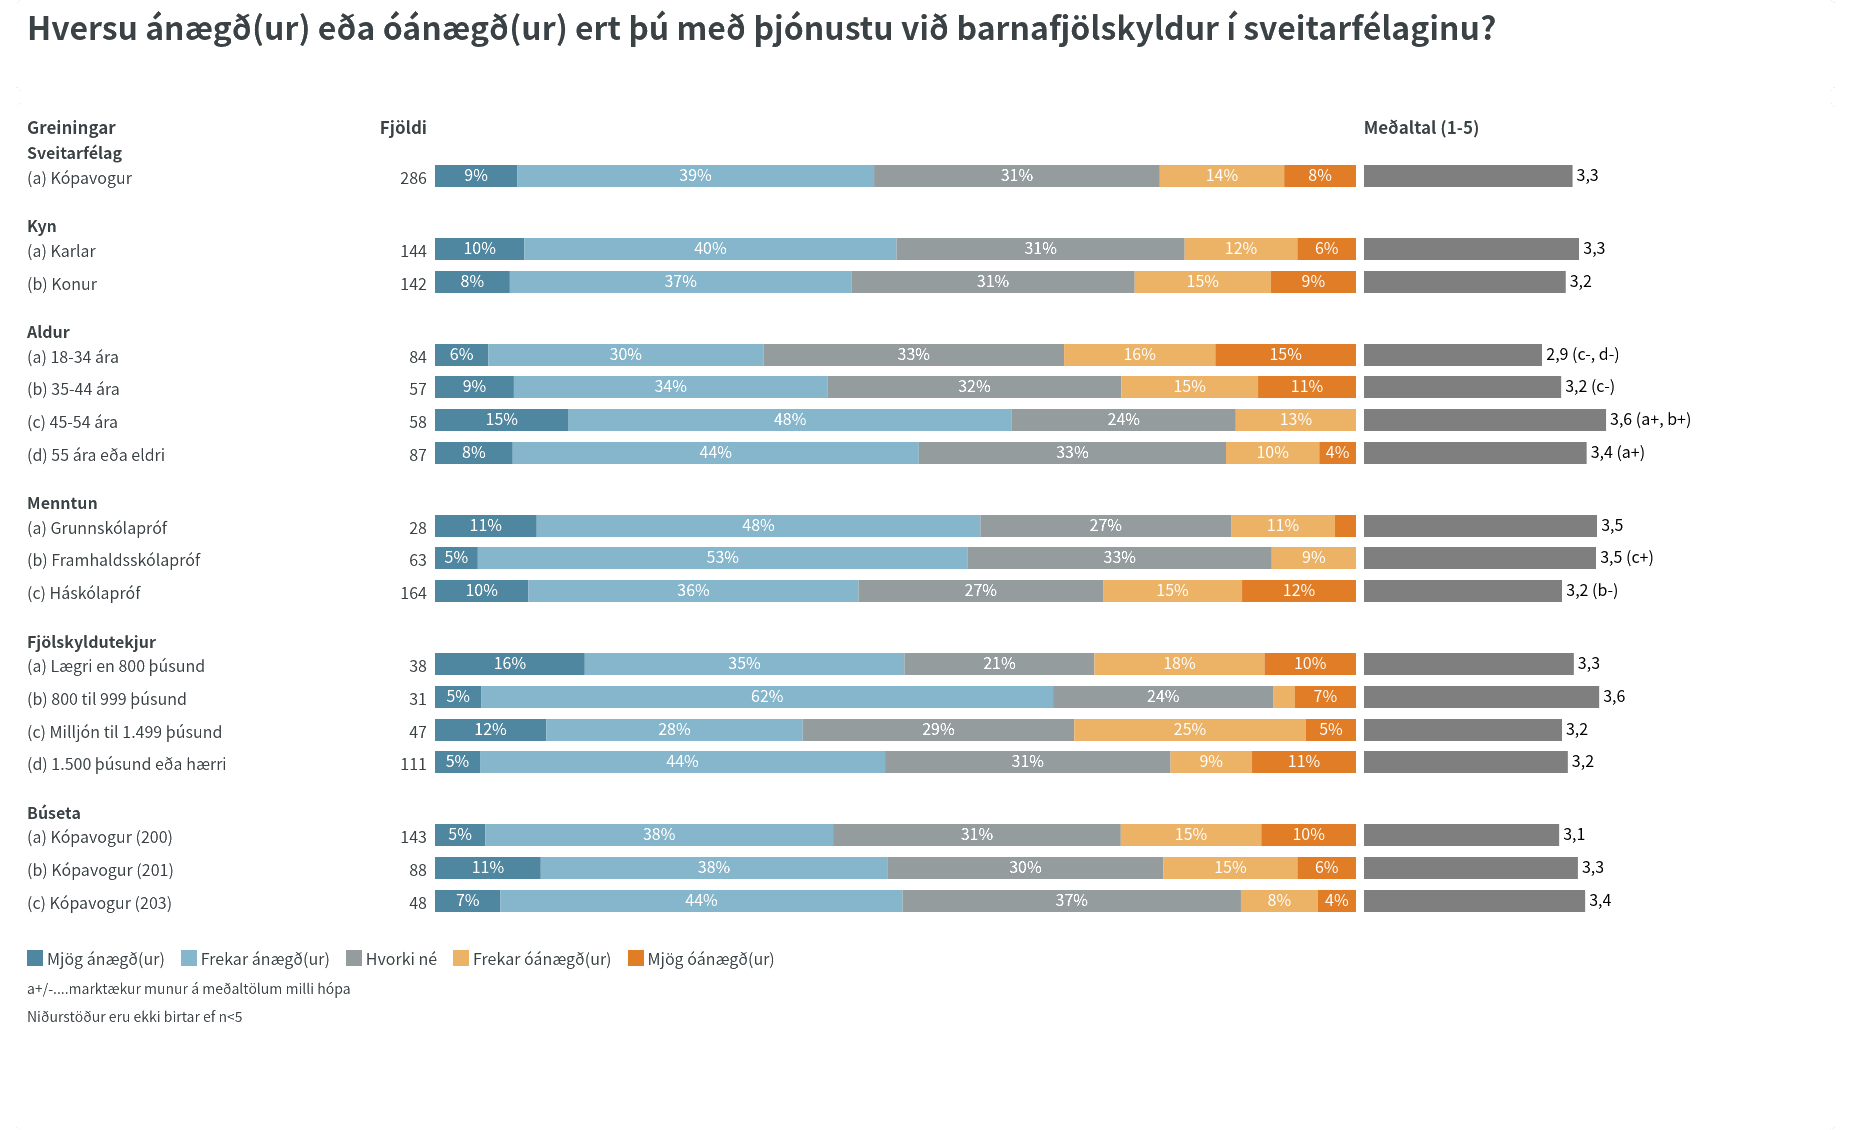 Hversu ánægð(ur) eða óánægð(ur) ert þú með þjónustu við barnafjölskyldur í sveitarfélaginu?
Greiningar Fjöldi Meðaltal (1-5)
Sveitarfélag
(a) Kópavogur 286 9% 39% 31% 14% 8% 3,3
Kyn
(a) Karlar 144 10% 40% 31% 12% 6% 3,3
(b) Konur 142 8% 37% 31% 15% 9% 3,2
Aldur
(a) 18-34 ára 84 6% 30% 33% 16% 15% 2,9 (c-, d-)
(b) 35-44 ára 57 9% 34% 32% 15% 11% 3,2 (c-)
(c) 45-54 ára 58 15% 48% 24% 13% 3,6 (a+, b+)
(d) 55 ára eða eldri 87 8% 44% 33% 10% 4% 3,4 (a+)
Menntun
(a) Grunnskólapróf 28 11% 48% 27% 11% 3,5
(b) Framhaldsskólapróf 63 5% 53% 33% 9% 3,5 (c+)
(c) Háskólapróf 164 10% 36% 27% 15% 12% 3,2 (b-)
Fjölskyldutekjur
(a) Lægri en 800 þúsund 38 16% 35% 21% 18% 10% 3,3
(b) 800 til 999 þúsund 31 5% 62% 24% 7% 3,6
(c) Milljón til 1.499 þúsund 47 12% 28% 29% 25% 5% 3,2
(d) 1.500 þúsund eða hærri 111 5% 44% 31% 9% 11% 3,2
Búseta
(a) Kópavogur (200) 143 5% 38% 31% 15% 10% 3,1
(b) Kópavogur (201) 88 11% 38% 30% 15% 6% 3,3
(c) Kópavogur (203) 48 7% 44% 37% 8% 4% 3,4
Mjög ánægð(ur) Frekar ánægð(ur) Hvorki né Frekar óánægð(ur) Mjög óánægð(ur)
a+/-....marktækur munur á meðaltölum milli hópa
Niðurstöður eru ekki birtar ef n<5